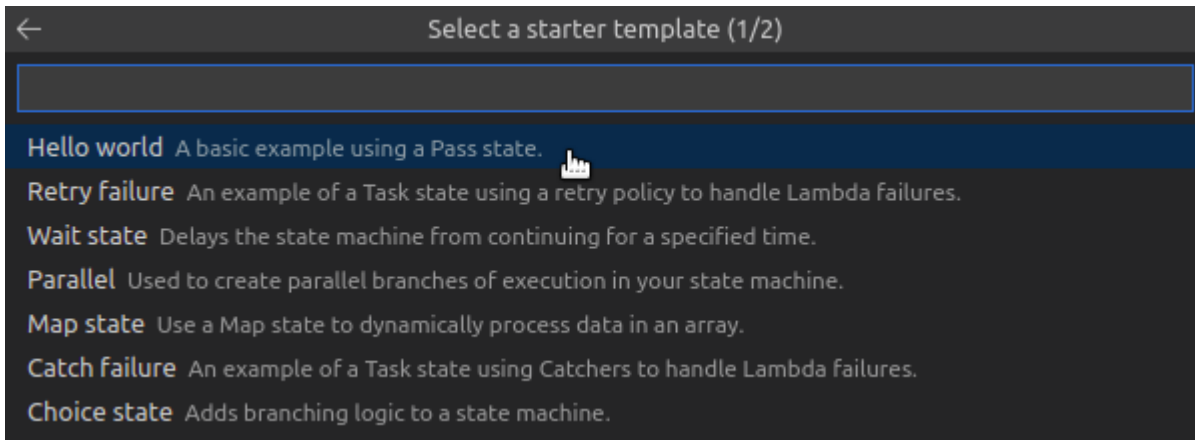 Select a starter template (1/2)
Hello world A basic example using a Pass state.
Retry failure An example of a Task state using a retry policy to handle Lambda failures.
Wait state Delays the state machine from continuing for a specified time.
Parallel Used to create parallel branches of execution in your state machine.
Map state Use a Map state to dynamically process data in an array.
Catch failure An example of a Task state using Catchers to handle Lambda failures.
Choice state Adds branching logic to a state machine.